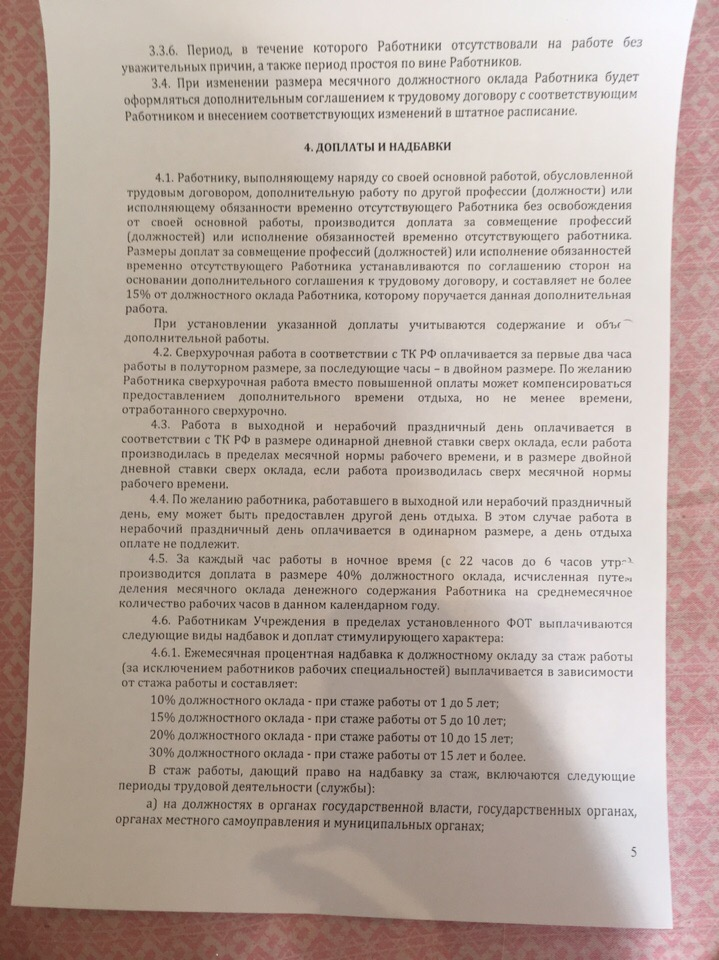 3.3.6. Период, в течение которого Работники отсутствовали на работе без
уважительных причин, а также период простоя по вине Работников.
3.4. При изменении размера месячного должностного оклада Работника будет
оформляться дополнительным соглашением к трудовому договору с соответствующим
Работником и внесением соответствующих изменений в штатное расписание.
4. ДОПЛАТЫ И НАДБАВКИ
4.1. Работнику, выполняющему наряду со своей основной работой, обусловленной
трудовым договором, дополнительную работу по другой профессии (должности) или
исполняющему обязанности временно отсутствующего Работника без освобождения
от своей основной работы, производится доплата за совмещение профессий
(должностей) или исполнение обязанностей временно отсутствующего работника.
Размеры доплат за совмещение профессий (должностей) или исполнение обязанностей
временно отсутствующего Работника устанавливаются по соглашению сторон на
основании дополнительного соглашения к трудовому договору, и составляет не более
15% от должностного оклада Работника, которому поручается данная дополнительная
работа.
При установлении указанной доплаты учитываются содержание и
дополнительной работы.
4.2. Сверхурочная работа в соответствии с ТК РФ оплачивается за первые два часа
работы в полуторном размере, за последующие часы – в двойном размере. По желанию
Работника сверхурочная работа вместо повышенной оплаты может компенсироваться
предоставлением дополнительного времени отдыха, но не менее времени,
отработанного сверхурочно.
4.3. Работа в выходной и нерабочий праздничный день оплачивается в
соответствии с ТК РФ в размере одинарной дневной ставки сверх оклада, если работа
производилась в пределах месячной нормы рабочего времени, и в размере двойной
дневной ставки сверх оклада, если работа производилась сверх месячной нормы
рабочего времени.
4.4. По желанию работника, работавшего в выходной или нерабочий праздничный
день, ему может быть предоставлен другой день отдыха. В этом случае работа в
нерабочий праздничный день оплачивается в одинарном размере, а день отдыха
оплате не подлежит.
4.5. За каждый час работы в ночное время (с 22 часов до 6 часов
производится доплата в размере 40% должностного оклада, исчисленная
деления месячного оклада денежного содержания Работника на среднемесячное
количество рабочих часов в данном календарном году.
4.6. Работникам Учреждения в пределах установленного ФОТ выплачиваются
следующие виды надбавок и доплат стимулирующего характера:
4.6.1. Ежемесячная процентная надбавка к должностному окладу за стаж работы
(за исключением работников рабочих специальностей) выплачивается в зависимости
от стажа работы и составляет:
10% должностного оклада - при стаже работы от 1 до 5 лет;
15% должностного оклада - при стаже работы от 5 до 10 лет;
20% должностного оклада - при стаже работы от 10 до 15 лет;
30% должностного оклада - при стаже работы от 15 лет и более.
В стаж работы, дающий право на надбавку за стаж, включаются следующие
периоды трудовой деятельности (службы):
а) на должностях в органах государственной власти, государственных органах,
органах местного самоуправления и муниципальных органах;
5